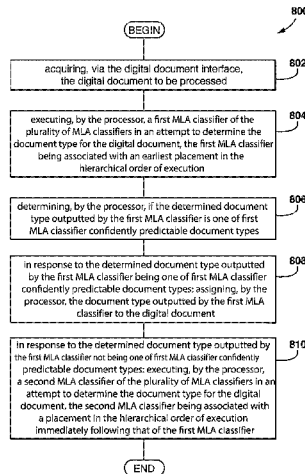 800
BEGIN
802
acquiring, via the digital document interface,
the digital document to be processed
804
executing, by the processor, a first MLA classifier of the
plurality of MLA classifiers in an attempt to determine the
document type for the digital document, the first MLA classifier
being associated with an earliest placement in the
hierarchical order of execution
806
determining, by the processor, if the determined document
type outputted by the first MLA classifier is one of first
MLA classifier confidently predictable document types
808
in response to the determined document type outputted
by the first MLA classifier being one of first MLA classifier
confidently predictable document types: assigning, by
the processor, the document type outputted by the first MLA
classifier to the digital document
810
in response to the determined document type outputted by
the first MLA classifier not being one of first MLA classifier confidently
predictable document types: executing, by the processor,
a second MLA classifier of the plurality of MLA classifiers in an
attempt to determine the document type for the digital
document, the second MLA classifier being associated with
a placement in the hierarchical order of execution
immediately following that of the first MLA classifier
END